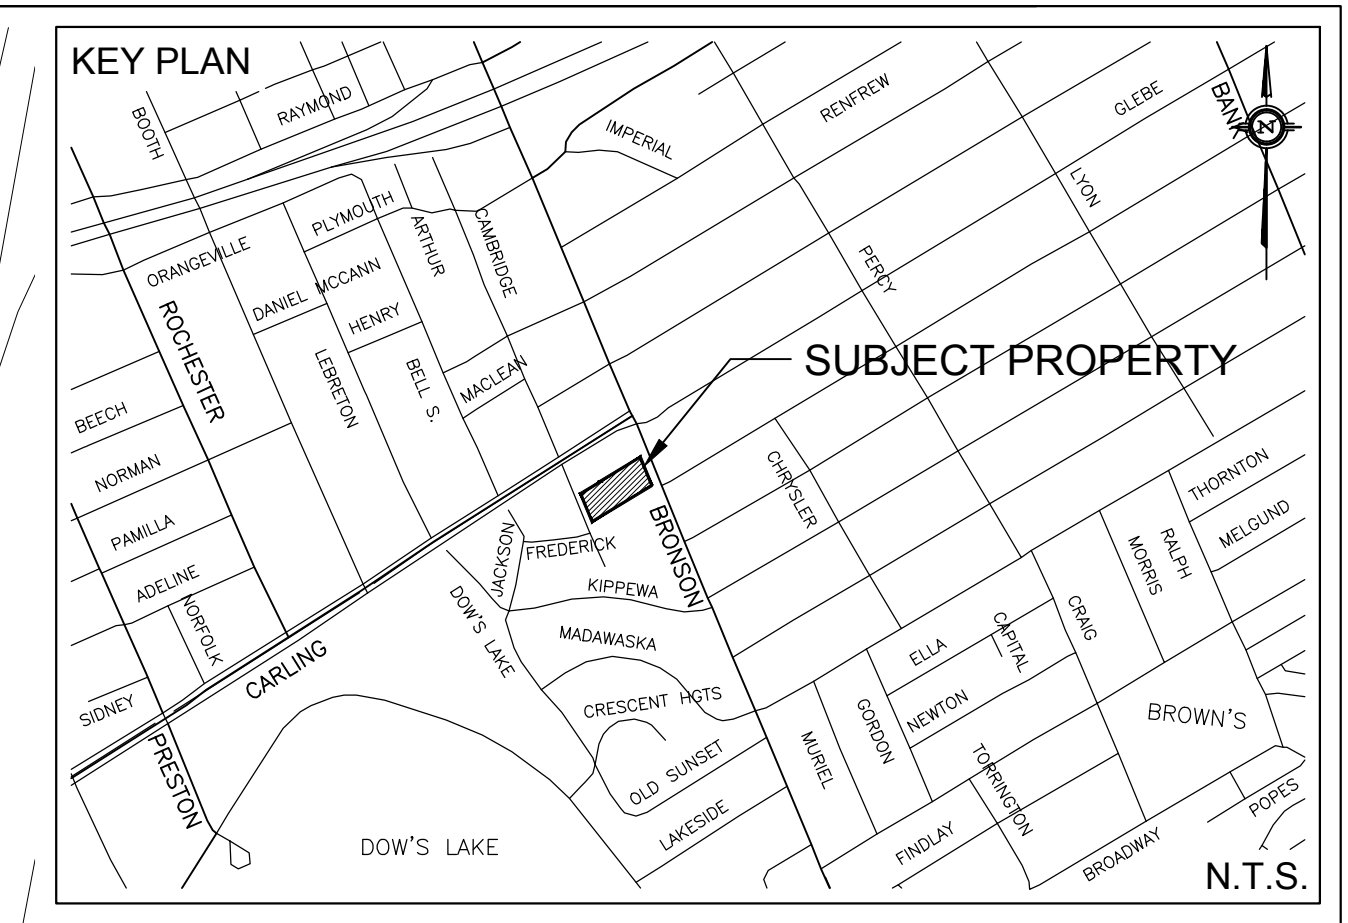 KEY PLAN
BOOTH
RAYMOND
IMPERIAL
RENFREW
GLEBE
BANK
N
LYON
PLYMOUTH
ORANGEVILLE
ARTHUR
CAMBRIDGE
DANIEL MCCANN
HENRY
PERCY
ROCHESTER
LEBRETON
BELL S.
MACLEAN
SUBJECT PROPERTY
BEECH
NORMAN
PAMILLA
ADELINE
NORFOLK
SIDNEY
PRESTON
CARLING
JACKSON
FREDERICK
BRONSON
CHRYSLER
THORNTON
MELGUND
RALPH
MORRIS
KIPPEWA
DOW'S LAKE
MADAWASKA
CRESCENT HGTS
OLD SUNSET
LAKESIDE
CRAIG
CAPITAL
ELLA
NEWTON
GORDON
MURIEL
TORRINGTON
FINDLAY
BROADWAY
BROWN'S
POPES
DOW'S LAKE
N.T.S.